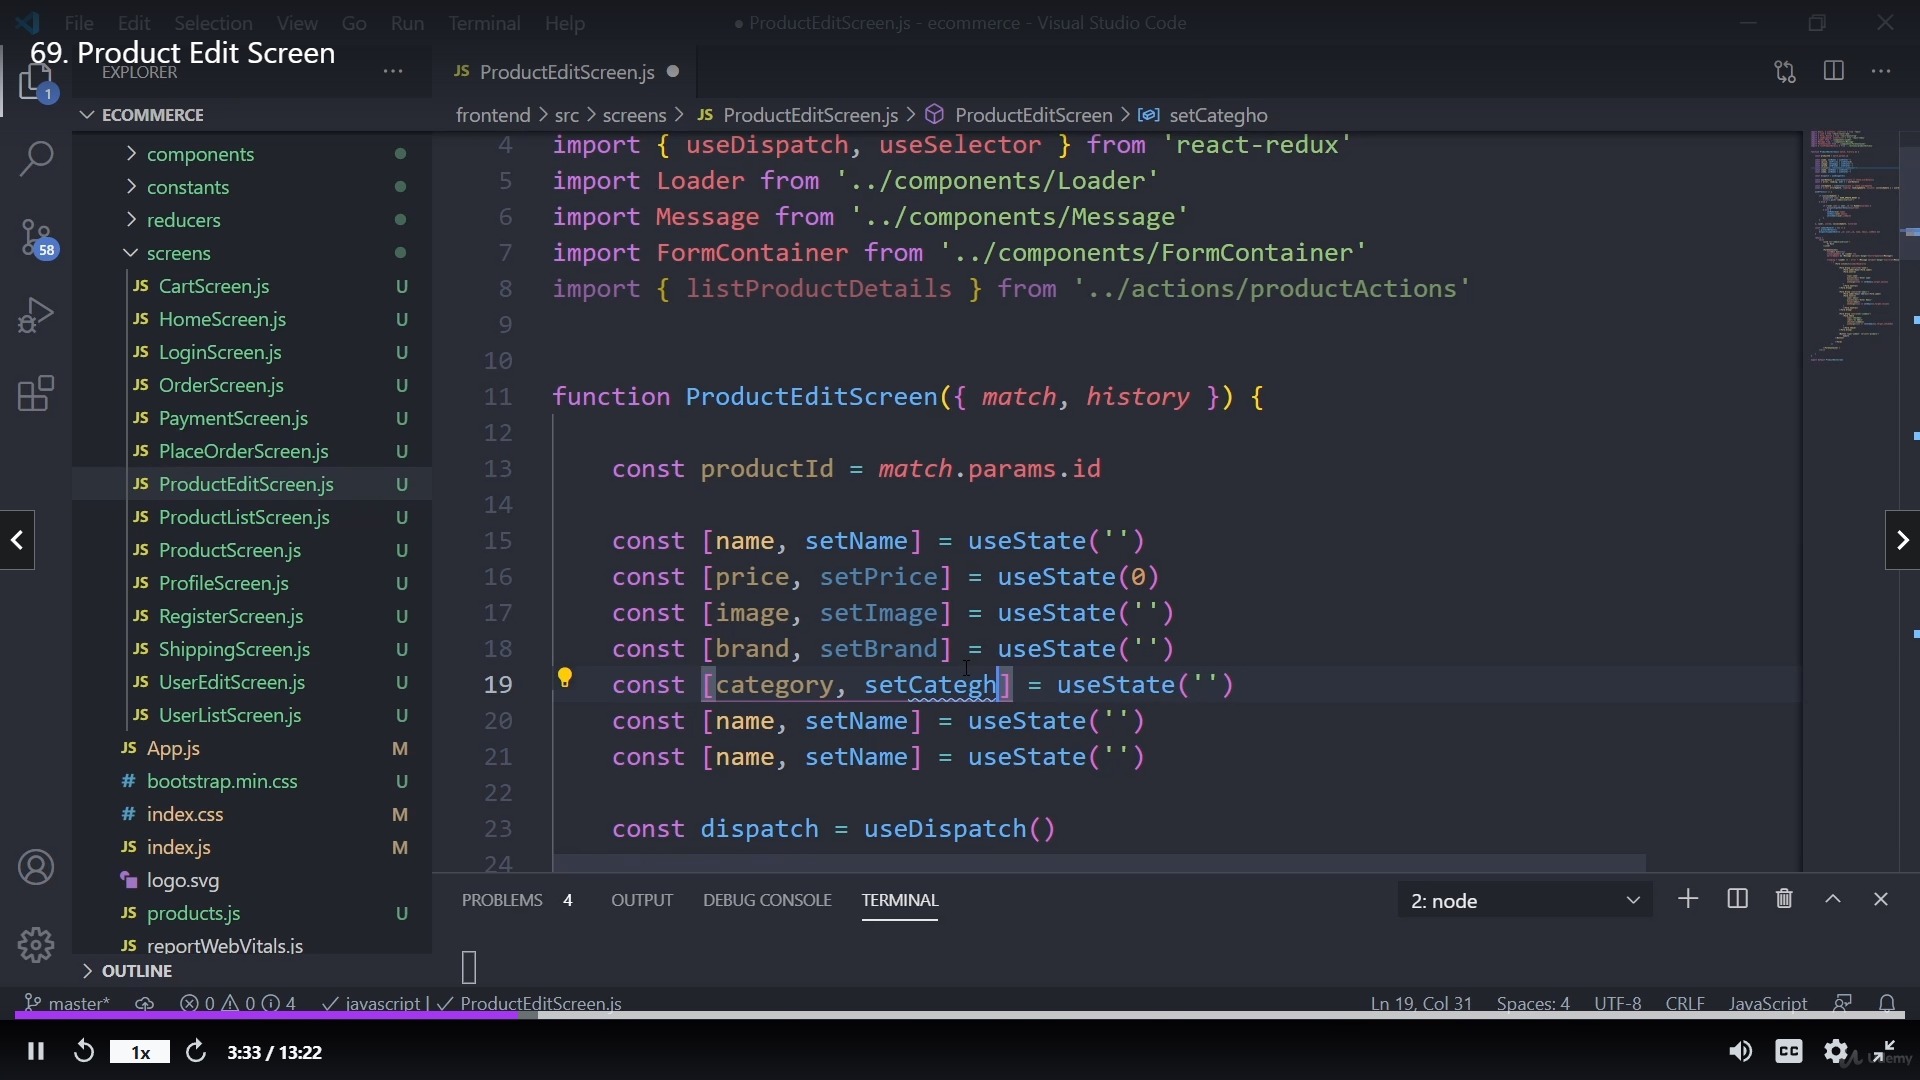 File Edit Selection View Go Run Terminal Help
● ProductEditScreen.js - ecommerce - Visual Studio Code
69. Product Edit Screen
EXPLORER
JS ProductEditScreen.js
1
ECOMMERCE
frontend > src > screens > JS ProductEditScreen.js > ProductEditScreen > setCategho
components
constants
reducers
58
screens
JS CartScreen.js U
JS HomeScreen.js U
JS LoginScreen.js U
JS OrderScreen.js U
JS PaymentScreen.js U
JS PlaceOrderScreen.js U
JS ProductEditScreen.js U
JS ProductListScreen.js U
JS ProductScreen.js U
JS ProfileScreen.js U
JS RegisterScreen.js U
JS ShippingScreen.js U
JS UserEditScreen.js U
JS UserListScreen.js U
JS App.js M
# bootstrap.min.css U
# index.css M
JS index.js M
logo.svg
JS products.js U
JS reportWebVitals.js
OUTLINE
4 import { useDispatch, useSelector } from 'react-redux'
5 import Loader from '../components/Loader'
6 import Message from '../components/Message'
7 import FormContainer from '../components/FormContainer'
8 import { listProductDetails } from '../actions/productActions'
9
10
11 function ProductEditScreen({ match, history }) {
12
13 const productId = match.params.id
14
15 const [name, setName] = useState('')
16 const [price, setPrice] = useState(0)
17 const [image, setImage] = useState('')
18 const [brand, setBrand] = useState('')
19 const [category, setCategh] = useState('')
20 const [name, setName] = useState('')
21 const [name, setName] = useState('')
22
23 const dispatch = useDispatch()
24
PROBLEMS 4 OUTPUT DEBUG CONSOLE TERMINAL
2: node
master* 0 0 4 javascript | ProductEditScreen.js
Ln 19, Col 31 Spaces: 4 UTF-8 CRLF JavaScript
1x 3:33 / 13:22
CC
Udemy